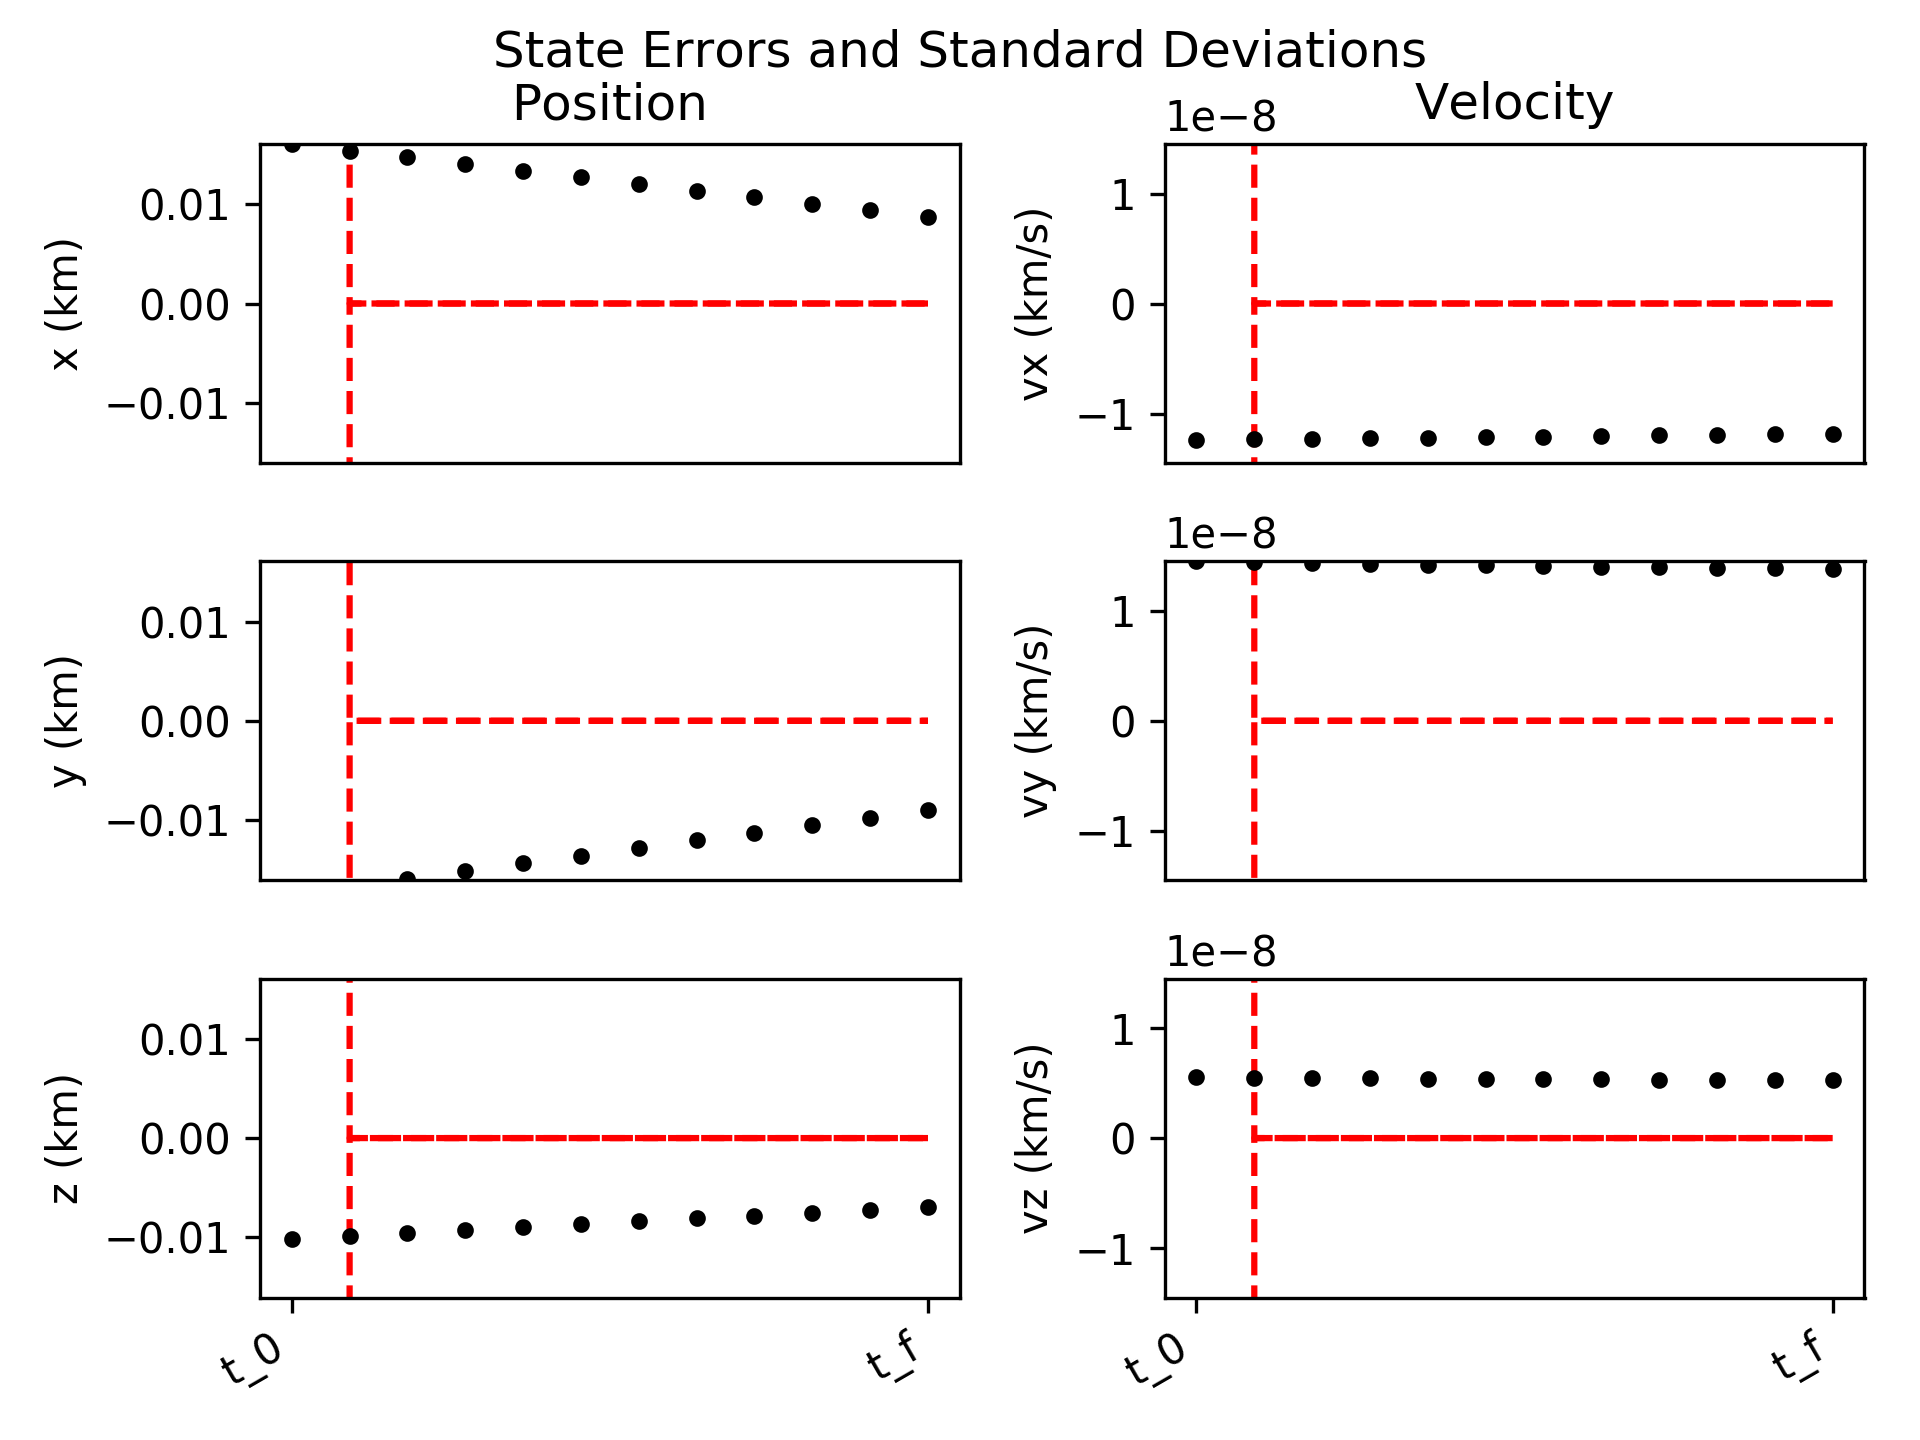 State Errors and Standard Deviations
Position
Velocity
1e−8
x (km)
0.01
0.00
−0.01
vx (km/s)
1
0
−1
1e−8
y (km)
0.01
0.00
−0.01
vy (km/s)
1
0
−1
1e−8
z (km)
0.01
0.00
−0.01
vz (km/s)
1
0
−1
t_0
t_f
t_0
t_f